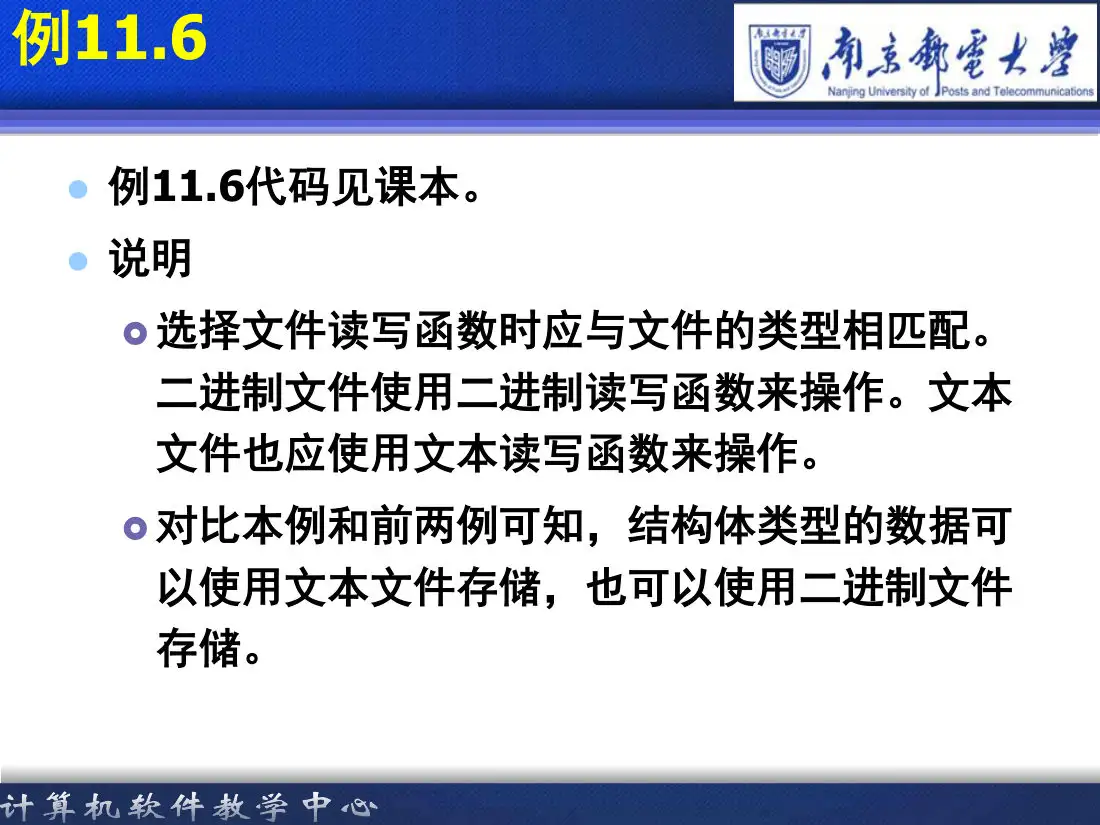 例11.6
南京邮电大学
Nanjing University of Posts and Telecommunications
例11.6代码见课本。
说明
选择文件读写函数时应与文件的类型相匹配。
二进制文件使用二进制读写函数来操作。文本
文件也应使用文本读写函数来操作。
对比本例和前两例可知，结构体类型的数据可
以使用文本文件存储，也可以使用二进制文件
存储。
计算机软件教学中心